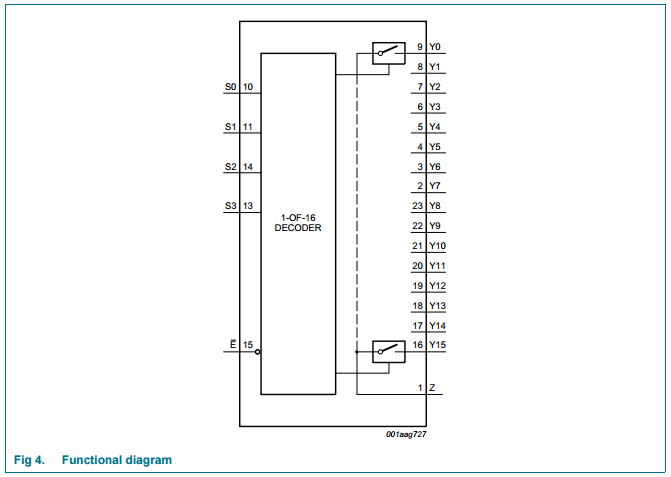 9 Y0
8 Y1
S0 10
7 Y2
6 Y3
S1 11
5 Y4
4 Y5
S2 14
3 Y6
2 Y7
S3 13
23 Y8
1-OF-16
DECODER
22 Y9
21 Y10
20 Y11
19 Y12
18 Y13
17 Y14
E̅ 15
16 Y15
1 Z
001aag727
Fig 4. Functional diagram